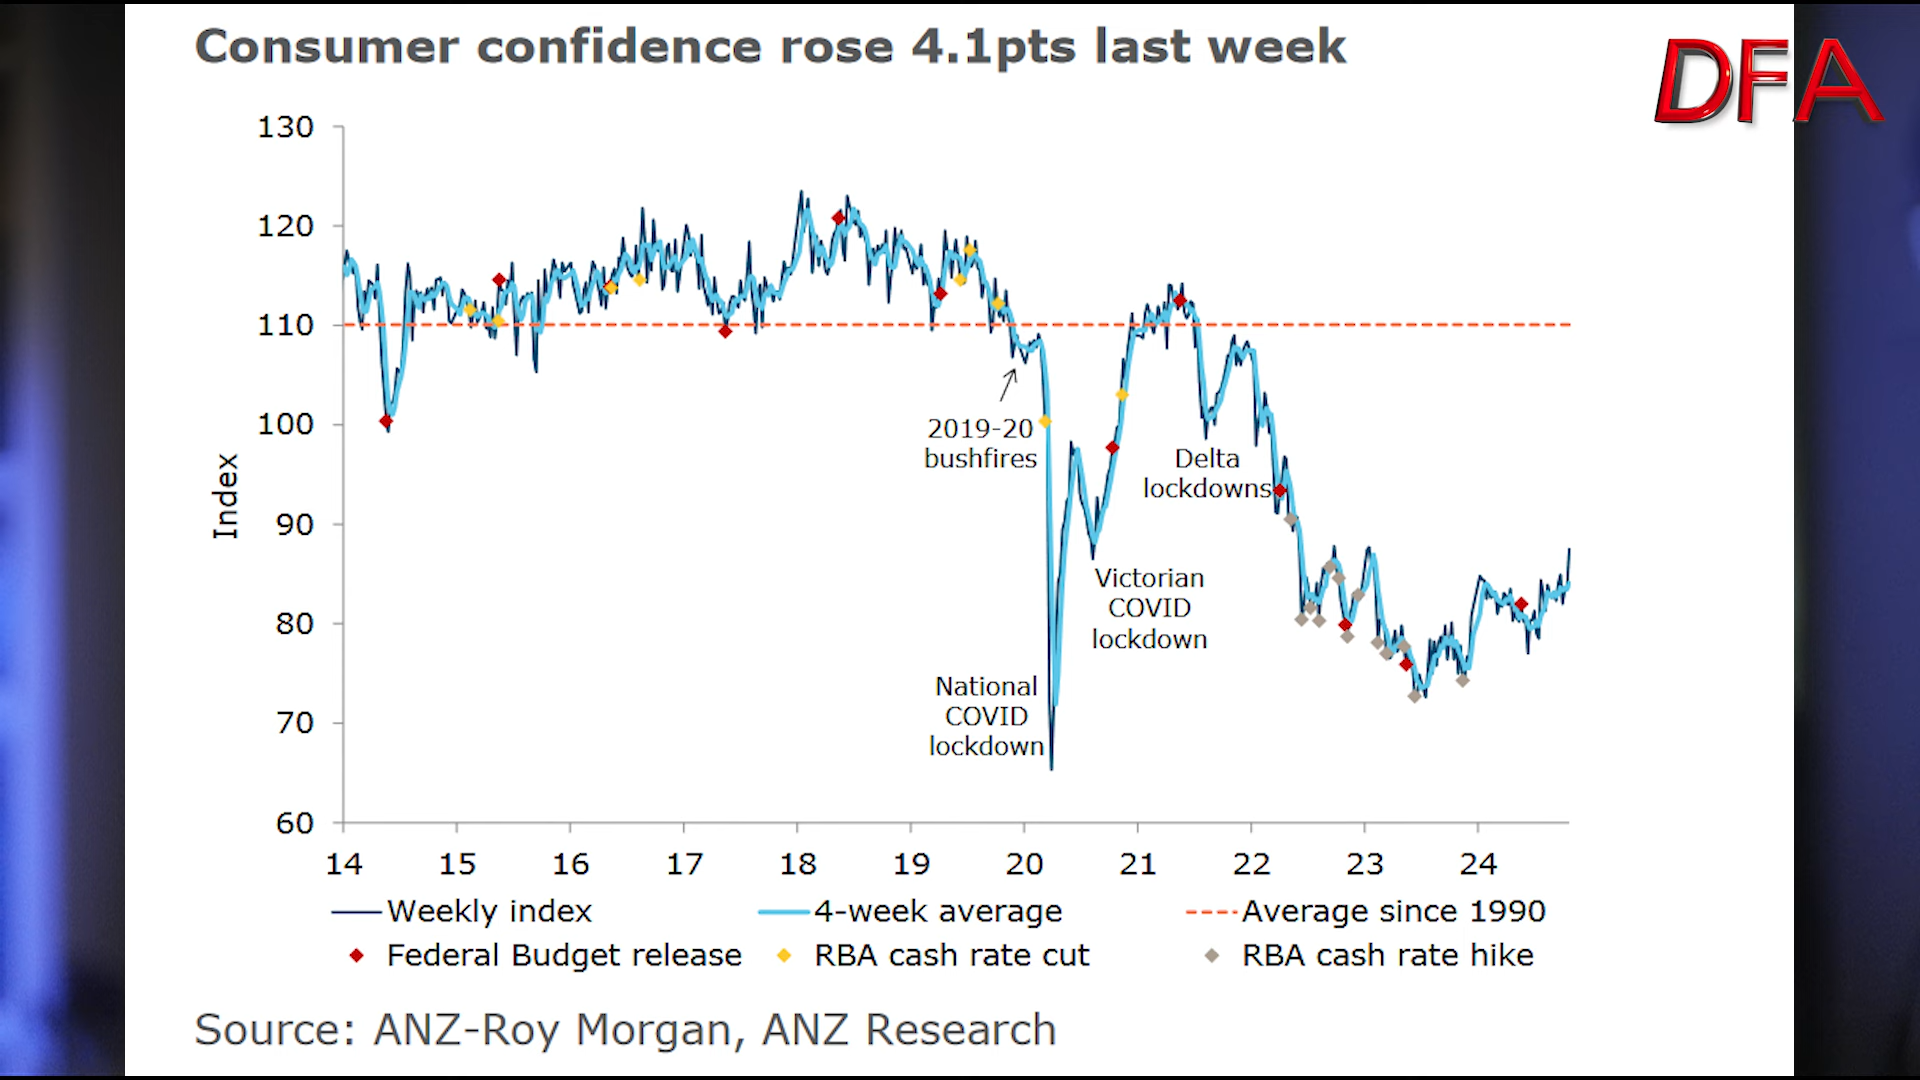 Consumer confidence rose 4.1pts last week
DFA
130
120
110
100
90
80
70
60
Index
2019-20
bushfires
Delta
lockdowns
Victorian
COVID
lockdown
National
COVID
lockdown
14 15 16 17 18 19 20 21 22 23 24
Weekly index 4-week average Average since 1990
Federal Budget release RBA cash rate cut RBA cash rate hike
Source: ANZ-Roy Morgan, ANZ Research